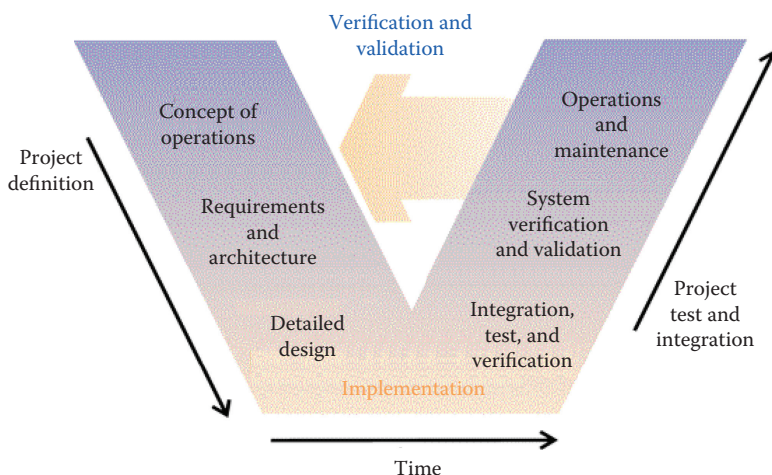 Verification and
validation
Concept of
operations
Operations
and
maintenance
Project
definition
Requirements
and
architecture
System
verification
and validation
Detailed
design
Integration,
test, and
verification
Project
test and
integration
Implementation
Time